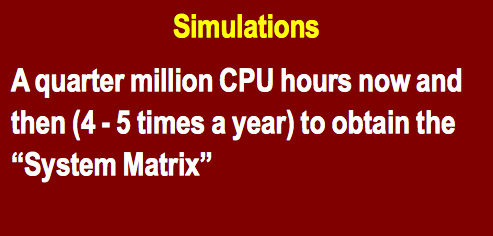 Simulations
A quarter million CPU hours now and
then (4 - 5 times a year) to obtain the
“System Matrix”